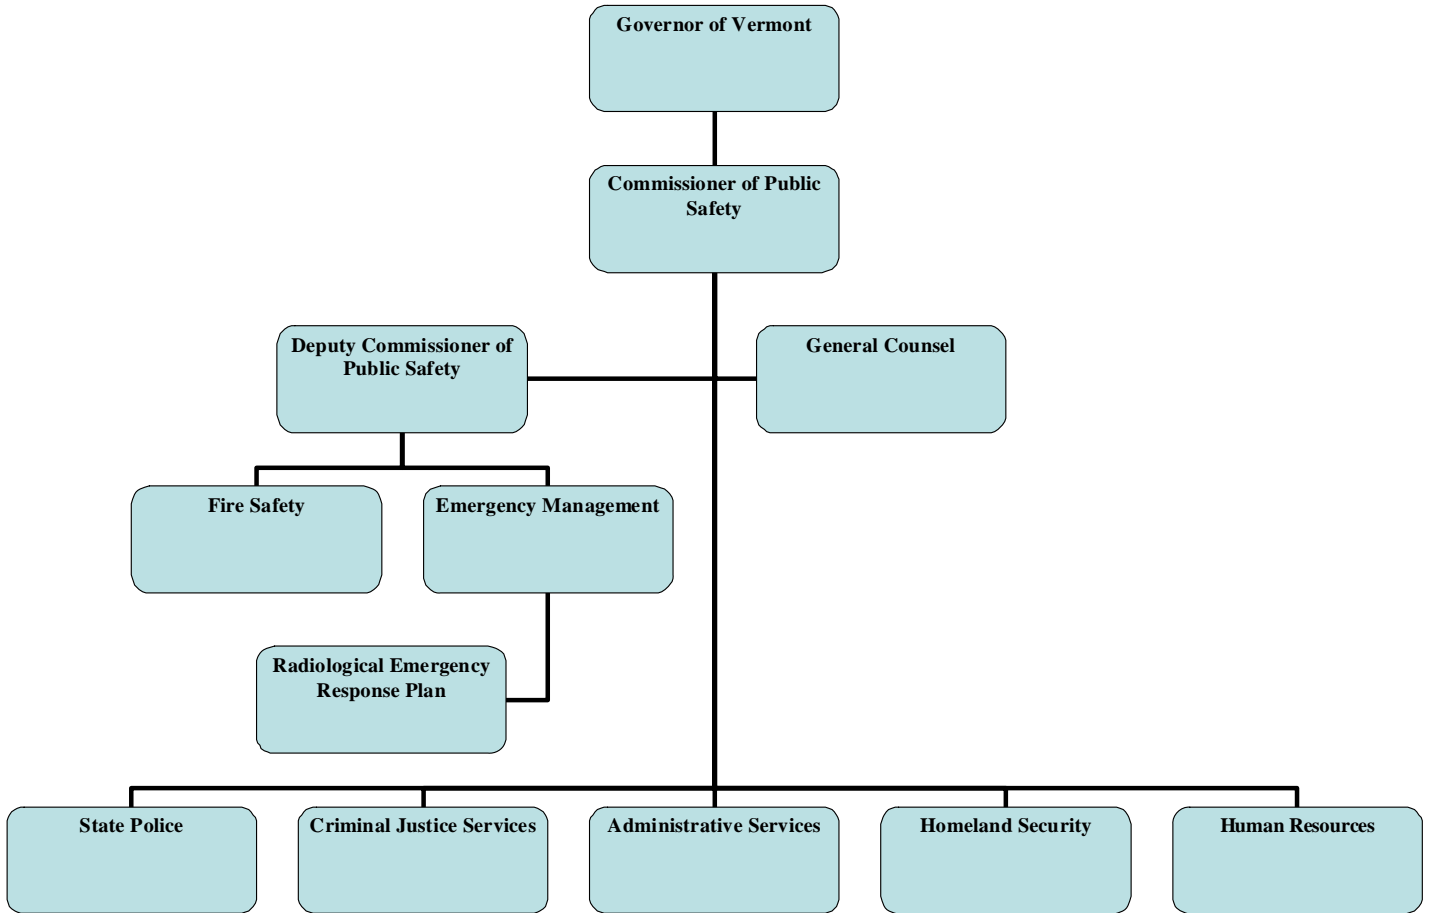 Governor of Vermont
Commissioner of Public
Safety
Deputy Commissioner of
Public Safety
General Counsel
Fire Safety
Emergency Management
Radiological Emergency
Response Plan
State Police
Criminal Justice Services
Administrative Services
Homeland Security
Human Resources